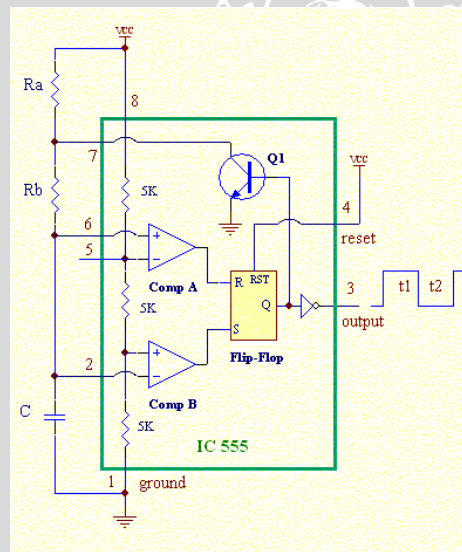 vcc
Ra
8
7
Q1
vcc
Rb
5K
4
6
reset
5
+
−
Comp A
R
RST
3
t1
t2
5K
Q
output
S
2
+
−
Flip-Flop
Comp B
C
5K
IC 555
1
ground